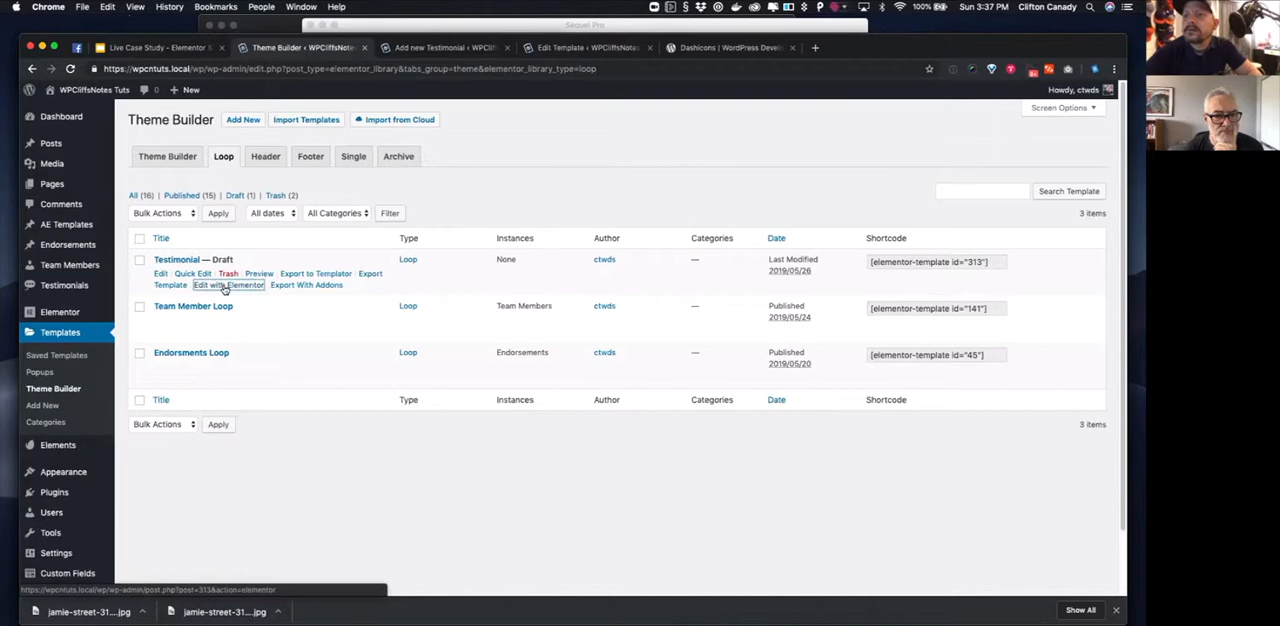 Chrome File Edit View History Bookmarks People Window Help 100% Sun 3:37 PM Clifton Canady
Sequel Pro
Live Case Study - Elementor & Theme Builder < WPCliffsNote Add new Testimonial < WPCliff Edit Template < WPCliffsNotes Dashicons | WordPress Devel
https://wpcntuts.local/wp-admin/edit.php?post_type=elementor_library&tabs_group=theme&elementor_library_type=loop
WPCliffsNotes Tuts 0 New Howdy, ctwds
Dashboard
Posts
Media
Pages
Comments
AE Templates
Endorsements
Team Members
Testimonials
Elementor
Templates
Saved Templates
Popups
Theme Builder
Add New
Categories
Elements
Appearance
Plugins
Users
Tools
Settings
Custom Fields
Screen Options
Theme Builder Add New Import Templates Import from Cloud
Theme Builder Loop Header Footer Single Archive
All (16) | Published (15) | Draft (1) | Trash (2)
Search Template
Bulk Actions Apply All dates All Categories Filter 3 items
Title Type Instances Author Categories Date Shortcode
Testimonial — Draft Loop None ctwds — Last Modified [elementor-template id="313"]
2019/05/26
Edit | Quick Edit | Trash | Preview | Export to Templator | Export
Template | Edit with Elementor | Export With Addons
Team Member Loop Loop Team Members ctwds — Published [elementor-template id="141"]
2019/05/24
Endorsments Loop Loop Endorsements ctwds — Published [elementor-template id="45"]
2019/05/20
Title Type Instances Author Categories Date Shortcode
Bulk Actions Apply 3 items
https://wpcntuts.local/wp-admin/post.php?post=313&action=elementor
jamie-street-31....jpg jamie-street-31....jpg Show All